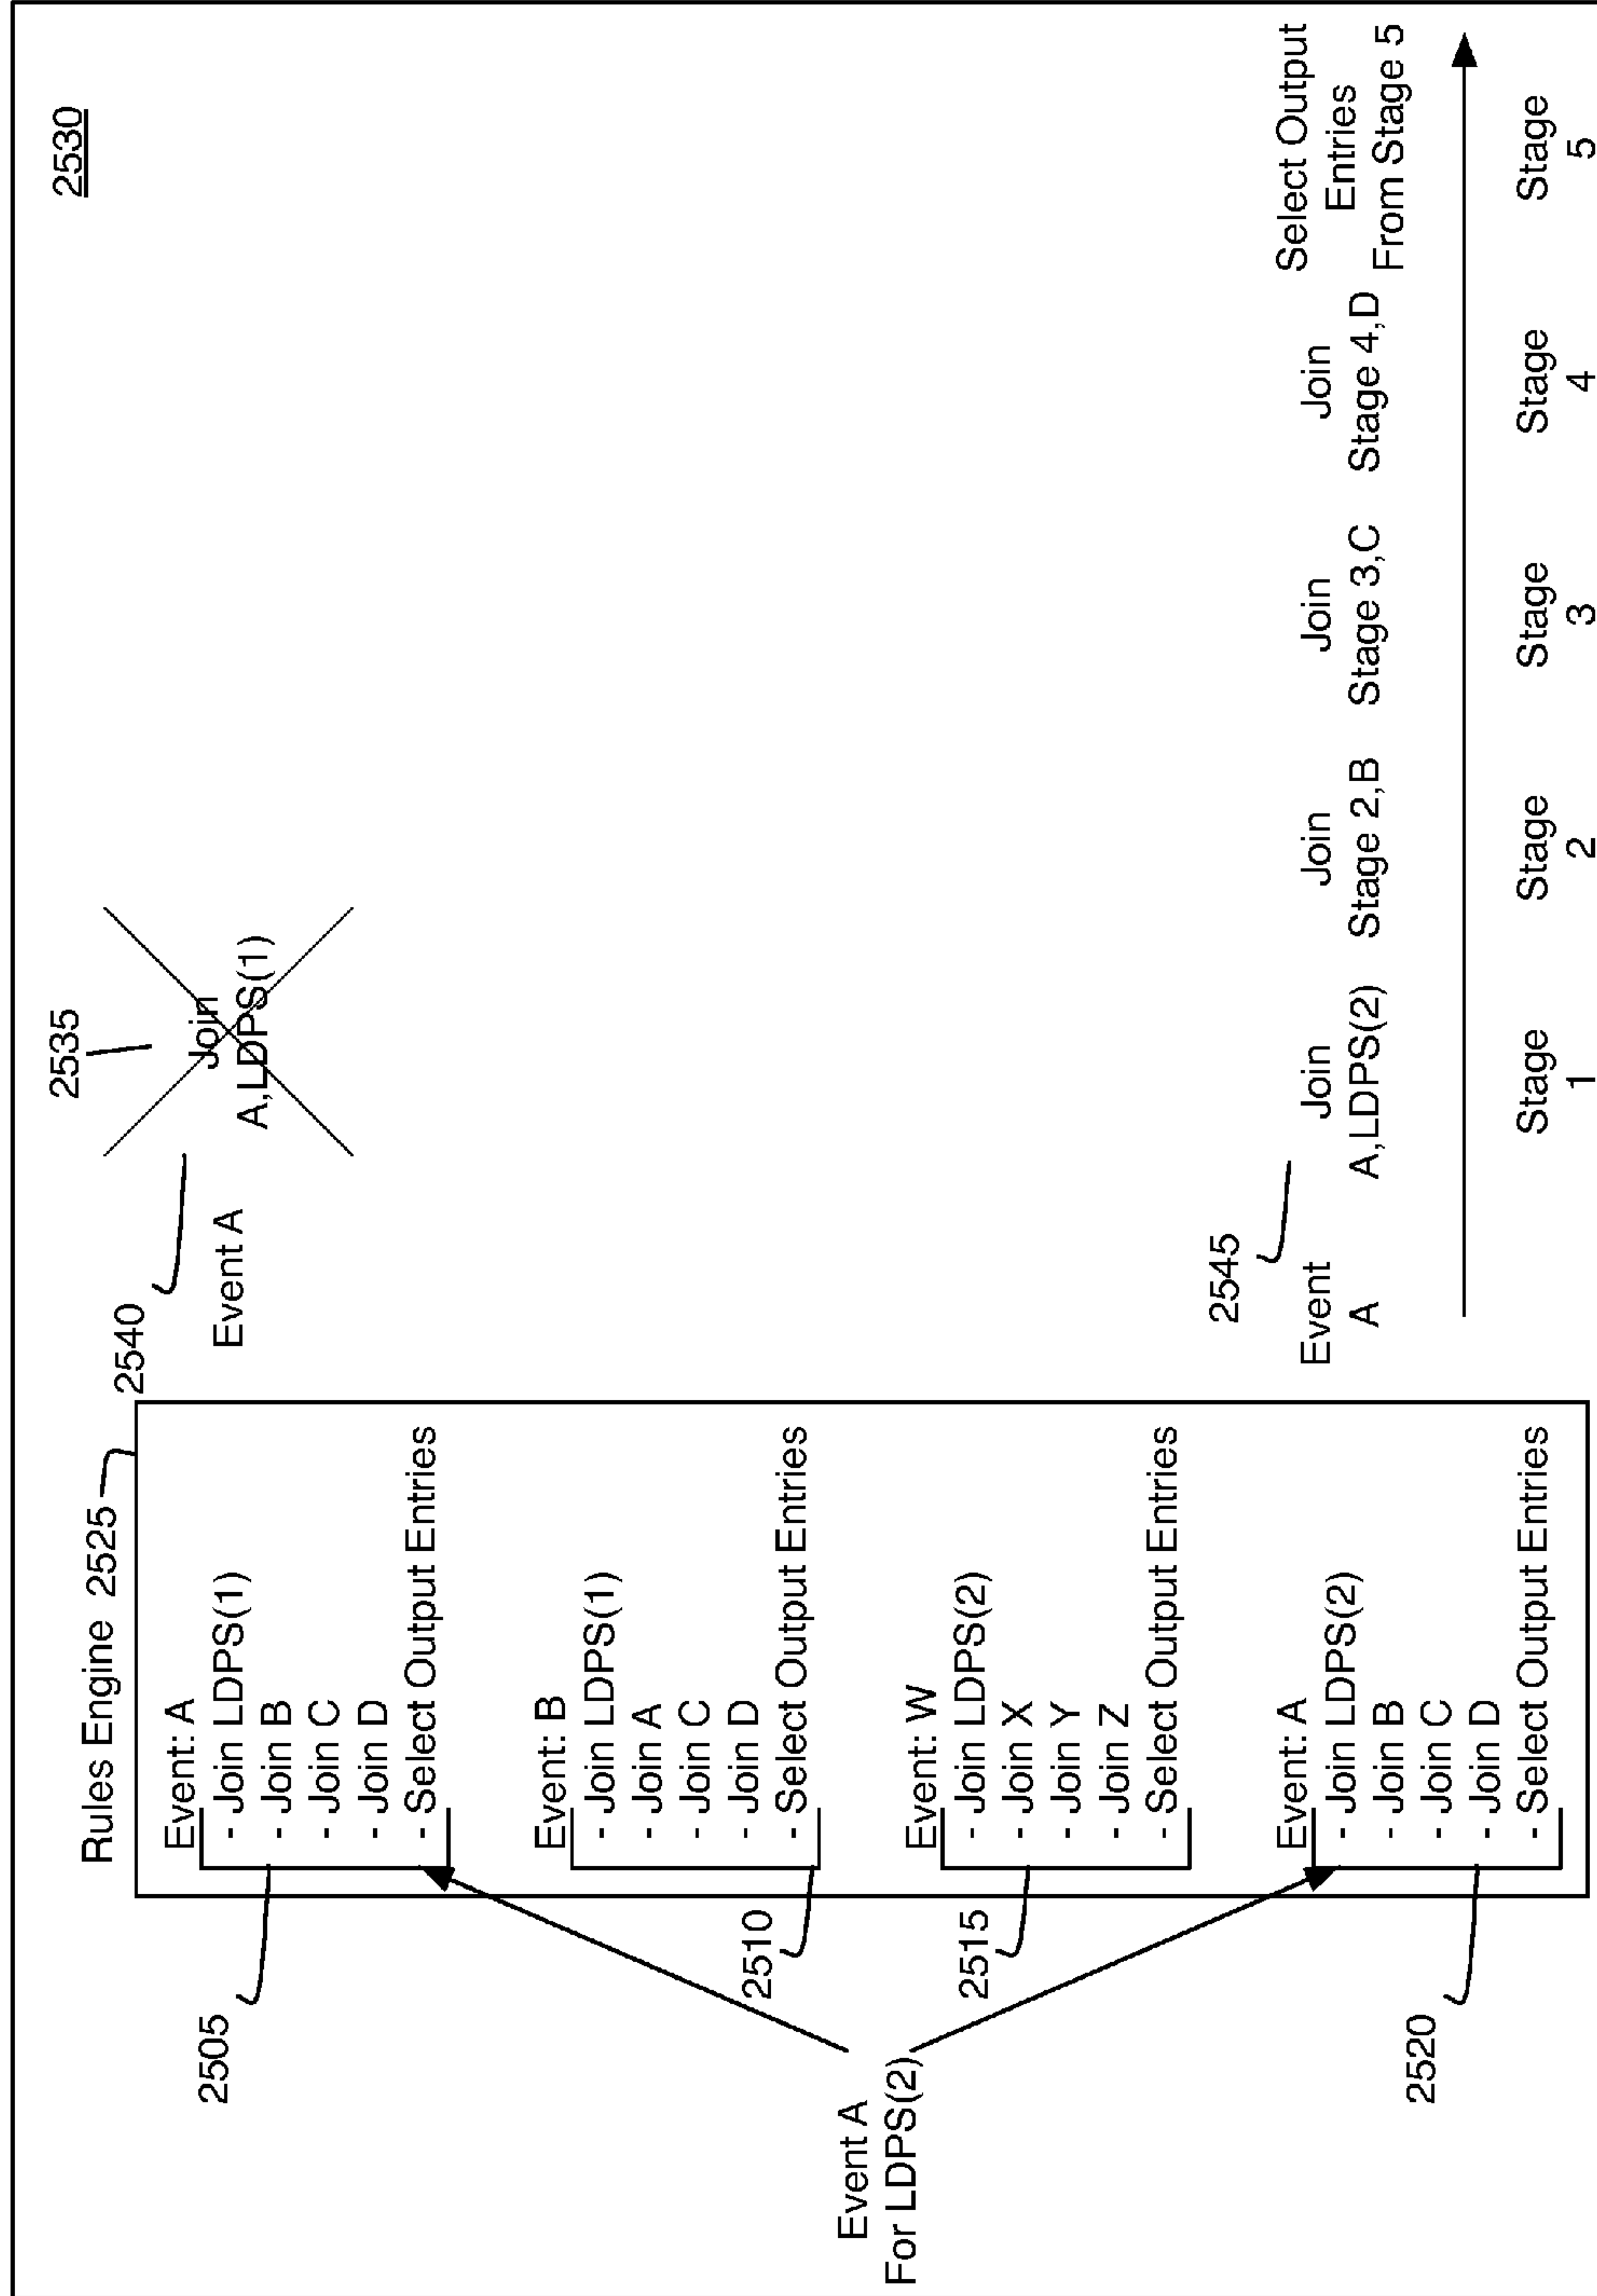 2530
Rules Engine 2525
Event: A
- Join LDPS(1)
- Join B
- Join C
- Join D
- Select Output Entries
Event: B
- Join LDPS(1)
- Join A
- Join C
- Join D
- Select Output Entries
Event: W
- Join LDPS(2)
- Join X
- Join Y
- Join Z
- Select Output Entries
Event: A
- Join LDPS(2)
- Join B
- Join C
- Join D
- Select Output Entries
2505
2510
2515
2520
Event A
For LDPS(2)
2540
Event A
2535
Join
A,LDPS(1)
2545
Event
A
Join
A,LDPS(2)
Join
Stage 2,B
Join
Stage 3,C
Join
Stage 4,D
Select Output
Entries
From Stage 5
Stage
1
Stage
2
Stage
3
Stage
4
Stage
5